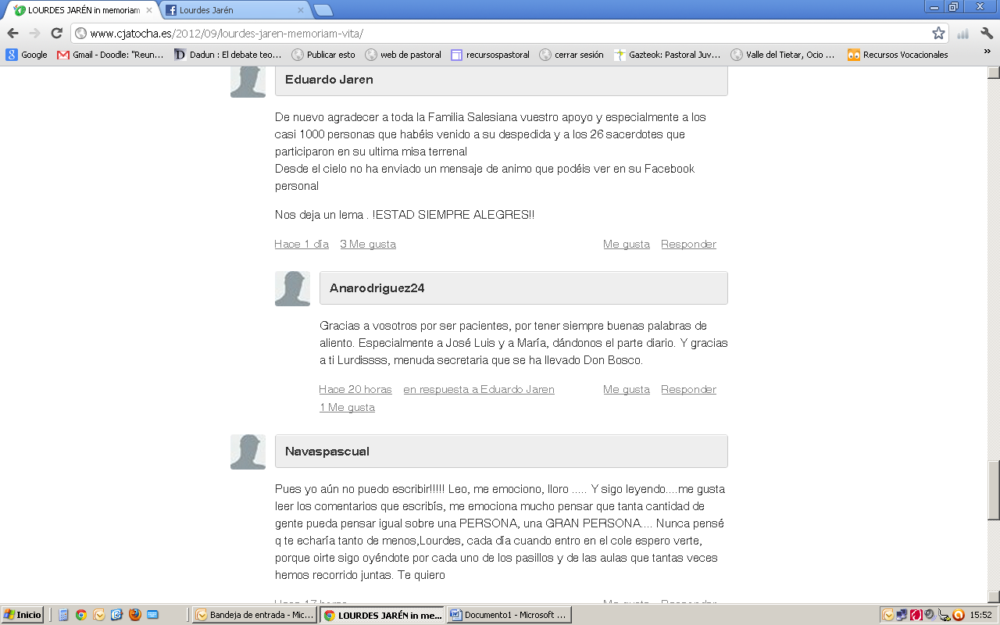 LOURDES JARÉN in memoriam
Lourdes Jarén
www.cjatocha.es/2012/09/lourdes-jaren-memoriam-vita/
Google Gmail - Doodle: "Reun... Dadun : El debate teo... Publicar esto web de pastoral recursospastoral cerrar sesión Gazteok: Pastoral Juv... Valle del Tietar, Ocio ... Recursos Vocacionales »
Eduardo Jaren
De nuevo agradecer a toda la Familia Salesiana vuestro apoyo y especialmente a los
casi 1000 personas que habéis venido a su despedida y a los 26 sacerdotes que
participaron en su ultima misa terrenal
Desde el cielo no ha enviado un mensaje de animo que podéis ver en su Facebook
personal
Nos deja un lema . !ESTAD SIEMPRE ALEGRES!!
Hace 1 día 3 Me gusta Me gusta Responder
Anarodriguez24
Gracias a vosotros por ser pacientes, por tener siempre buenas palabras de
aliento. Especialmente a José Luis y a María, dándonos el parte diario. Y gracias
a ti Lurdissss, menuda secretaria que se ha llevado Don Bosco.
Hace 20 horas en respuesta a Eduardo Jaren Me gusta Responder
1 Me gusta
Navaspascual
Pues yo aún no puedo escribir!!!!! Leo, me emociono, lloro ..... Y sigo leyendo....me gusta
leer los comentarios que escribís, me emociona mucho pensar que tanta cantidad de
gente pueda pensar igual sobre una PERSONA, una GRAN PERSONA.... Nunca pensé
q te echaría tanto de menos,Lourdes, cada día cuando entro en el cole espero verte,
porque oirte sigo oyéndote por cada uno de los pasillos y de las aulas que tantas veces
hemos recorrido juntas. Te quiero
Hace 17 horas Me gusta Responder
Inicio Bandeja de entrada - Mic... LOURDES JARÉN in me... Documento1 - Microsoft ... 15:52